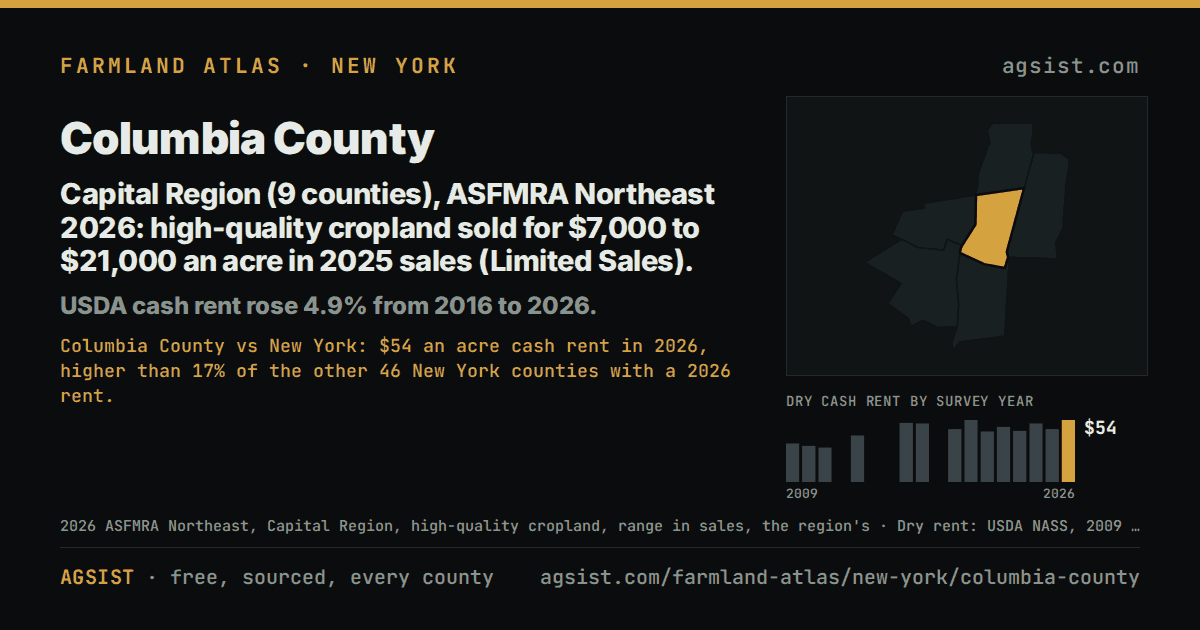 FARMLAND ATLAS · NEW YORK
agsist.com
Columbia County
Capital Region (9 counties), ASFMRA Northeast
2026: high-quality cropland sold for $7,000 to
$21,000 an acre in 2025 sales (Limited Sales).
USDA cash rent rose 4.9% from 2016 to 2026.
Columbia County vs New York: $54 an acre cash rent in 2026,
higher than 17% of the other 46 New York counties with a 2026
rent.
DRY CASH RENT BY SURVEY YEAR
$54
2009 2026
2026 ASFMRA Northeast, Capital Region, high-quality cropland, range in sales, the region's · Dry rent: USDA NASS, 2009 …
AGSIST · free, sourced, every county
agsist.com/farmland-atlas/new-york/columbia-county